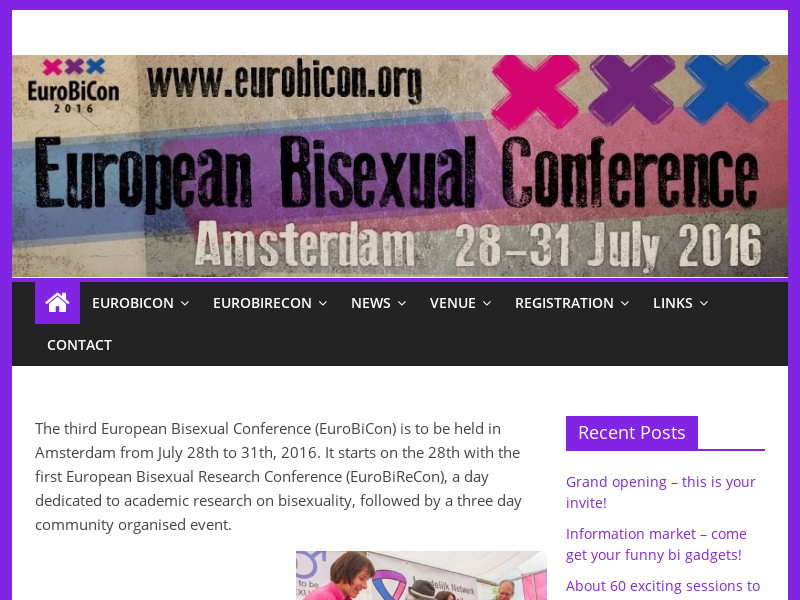 EuroBiCon
2016
www.eurobicon.org
European Bisexual Conference
Amsterdam 28–31 July 2016
EUROBICON
EUROBIRECON
NEWS
VENUE
REGISTRATION
LINKS
CONTACT
The third European Bisexual Conference (EuroBiCon) is to be held in
Amsterdam from July 28th to 31th, 2016. It starts on the 28th with the
first European Bisexual Research Conference (EuroBiReCon), a day
dedicated to academic research on bisexuality, followed by a three day
community organised event.
Recent Posts
Grand opening – this is your
invite!
Information market – come
get your funny bi gadgets!
About 60 exciting sessions to